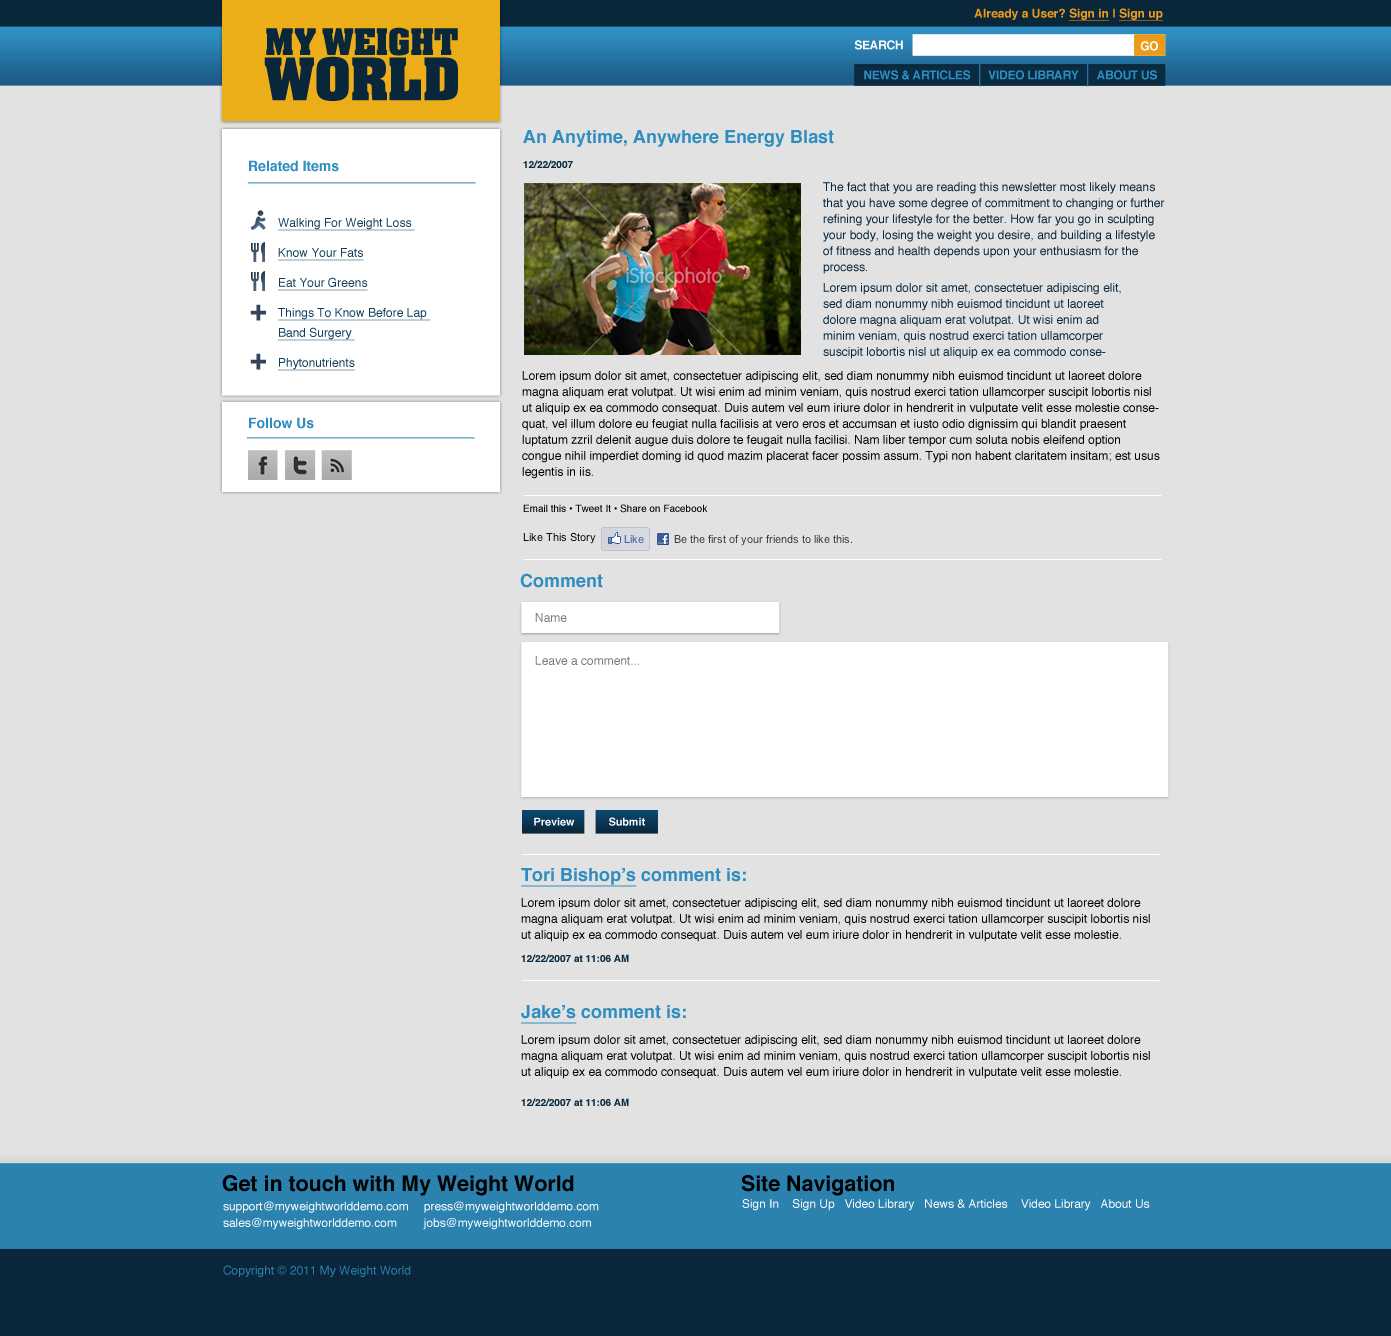 Already a User? Sign in | Sign up
MY WEIGHT
WORLD
SEARCH
GO
NEWS & ARTICLES
VIDEO LIBRARY
ABOUT US
Related Items
Walking For Weight Loss
Know Your Fats
Eat Your Greens
Things To Know Before Lap
Band Surgery
Phytonutrients
Follow Us
An Anytime, Anywhere Energy Blast
12/22/2007
iStockphoto
The fact that you are reading this newsletter most likely means
that you have some degree of commitment to changing or further
refining your lifestyle for the better. How far you go in sculpting
your body, losing the weight you desire, and building a lifestyle
of fitness and health depends upon your enthusiasm for the
process.
Lorem ipsum dolor sit amet, consectetuer adipiscing elit,
sed diam nonummy nibh euismod tincidunt ut laoreet
dolore magna aliquam erat volutpat. Ut wisi enim ad
minim veniam, quis nostrud exerci tation ullamcorper
suscipit lobortis nisl ut aliquip ex ea commodo conse-
Lorem ipsum dolor sit amet, consectetuer adipiscing elit, sed diam nonummy nibh euismod tincidunt ut laoreet dolore
magna aliquam erat volutpat. Ut wisi enim ad minim veniam, quis nostrud exerci tation ullamcorper suscipit lobortis nisl
ut aliquip ex ea commodo consequat. Duis autem vel eum iriure dolor in hendrerit in vulputate velit esse molestie conse-
quat, vel illum dolore eu feugiat nulla facilisis at vero eros et accumsan et iusto odio dignissim qui blandit praesent
luptatum zzril delenit augue duis dolore te feugait nulla facilisi. Nam liber tempor cum soluta nobis eleifend option
congue nihil imperdiet doming id quod mazim placerat facer possim assum. Typi non habent claritatem insitam; est usus
legentis in iis.
Email this • Tweet It • Share on Facebook
Like This Story
Like
Be the first of your friends to like this.
Comment
Name
Leave a comment...
Preview
Submit
Tori Bishop’s comment is:
Lorem ipsum dolor sit amet, consectetuer adipiscing elit, sed diam nonummy nibh euismod tincidunt ut laoreet dolore
magna aliquam erat volutpat. Ut wisi enim ad minim veniam, quis nostrud exerci tation ullamcorper suscipit lobortis nisl
ut aliquip ex ea commodo consequat. Duis autem vel eum iriure dolor in hendrerit in vulputate velit esse molestie.
12/22/2007 at 11:06 AM
Jake’s comment is:
Lorem ipsum dolor sit amet, consectetuer adipiscing elit, sed diam nonummy nibh euismod tincidunt ut laoreet dolore
magna aliquam erat volutpat. Ut wisi enim ad minim veniam, quis nostrud exerci tation ullamcorper suscipit lobortis nisl
ut aliquip ex ea commodo consequat. Duis autem vel eum iriure dolor in hendrerit in vulputate velit esse molestie.
12/22/2007 at 11:06 AM
Get in touch with My Weight World
support@myweightworlddemo.com press@myweightworlddemo.com
sales@myweightworlddemo.com jobs@myweightworlddemo.com
Site Navigation
Sign In Sign Up Video Library News & Articles Video Library About Us
Copyright © 2011 My Weight World